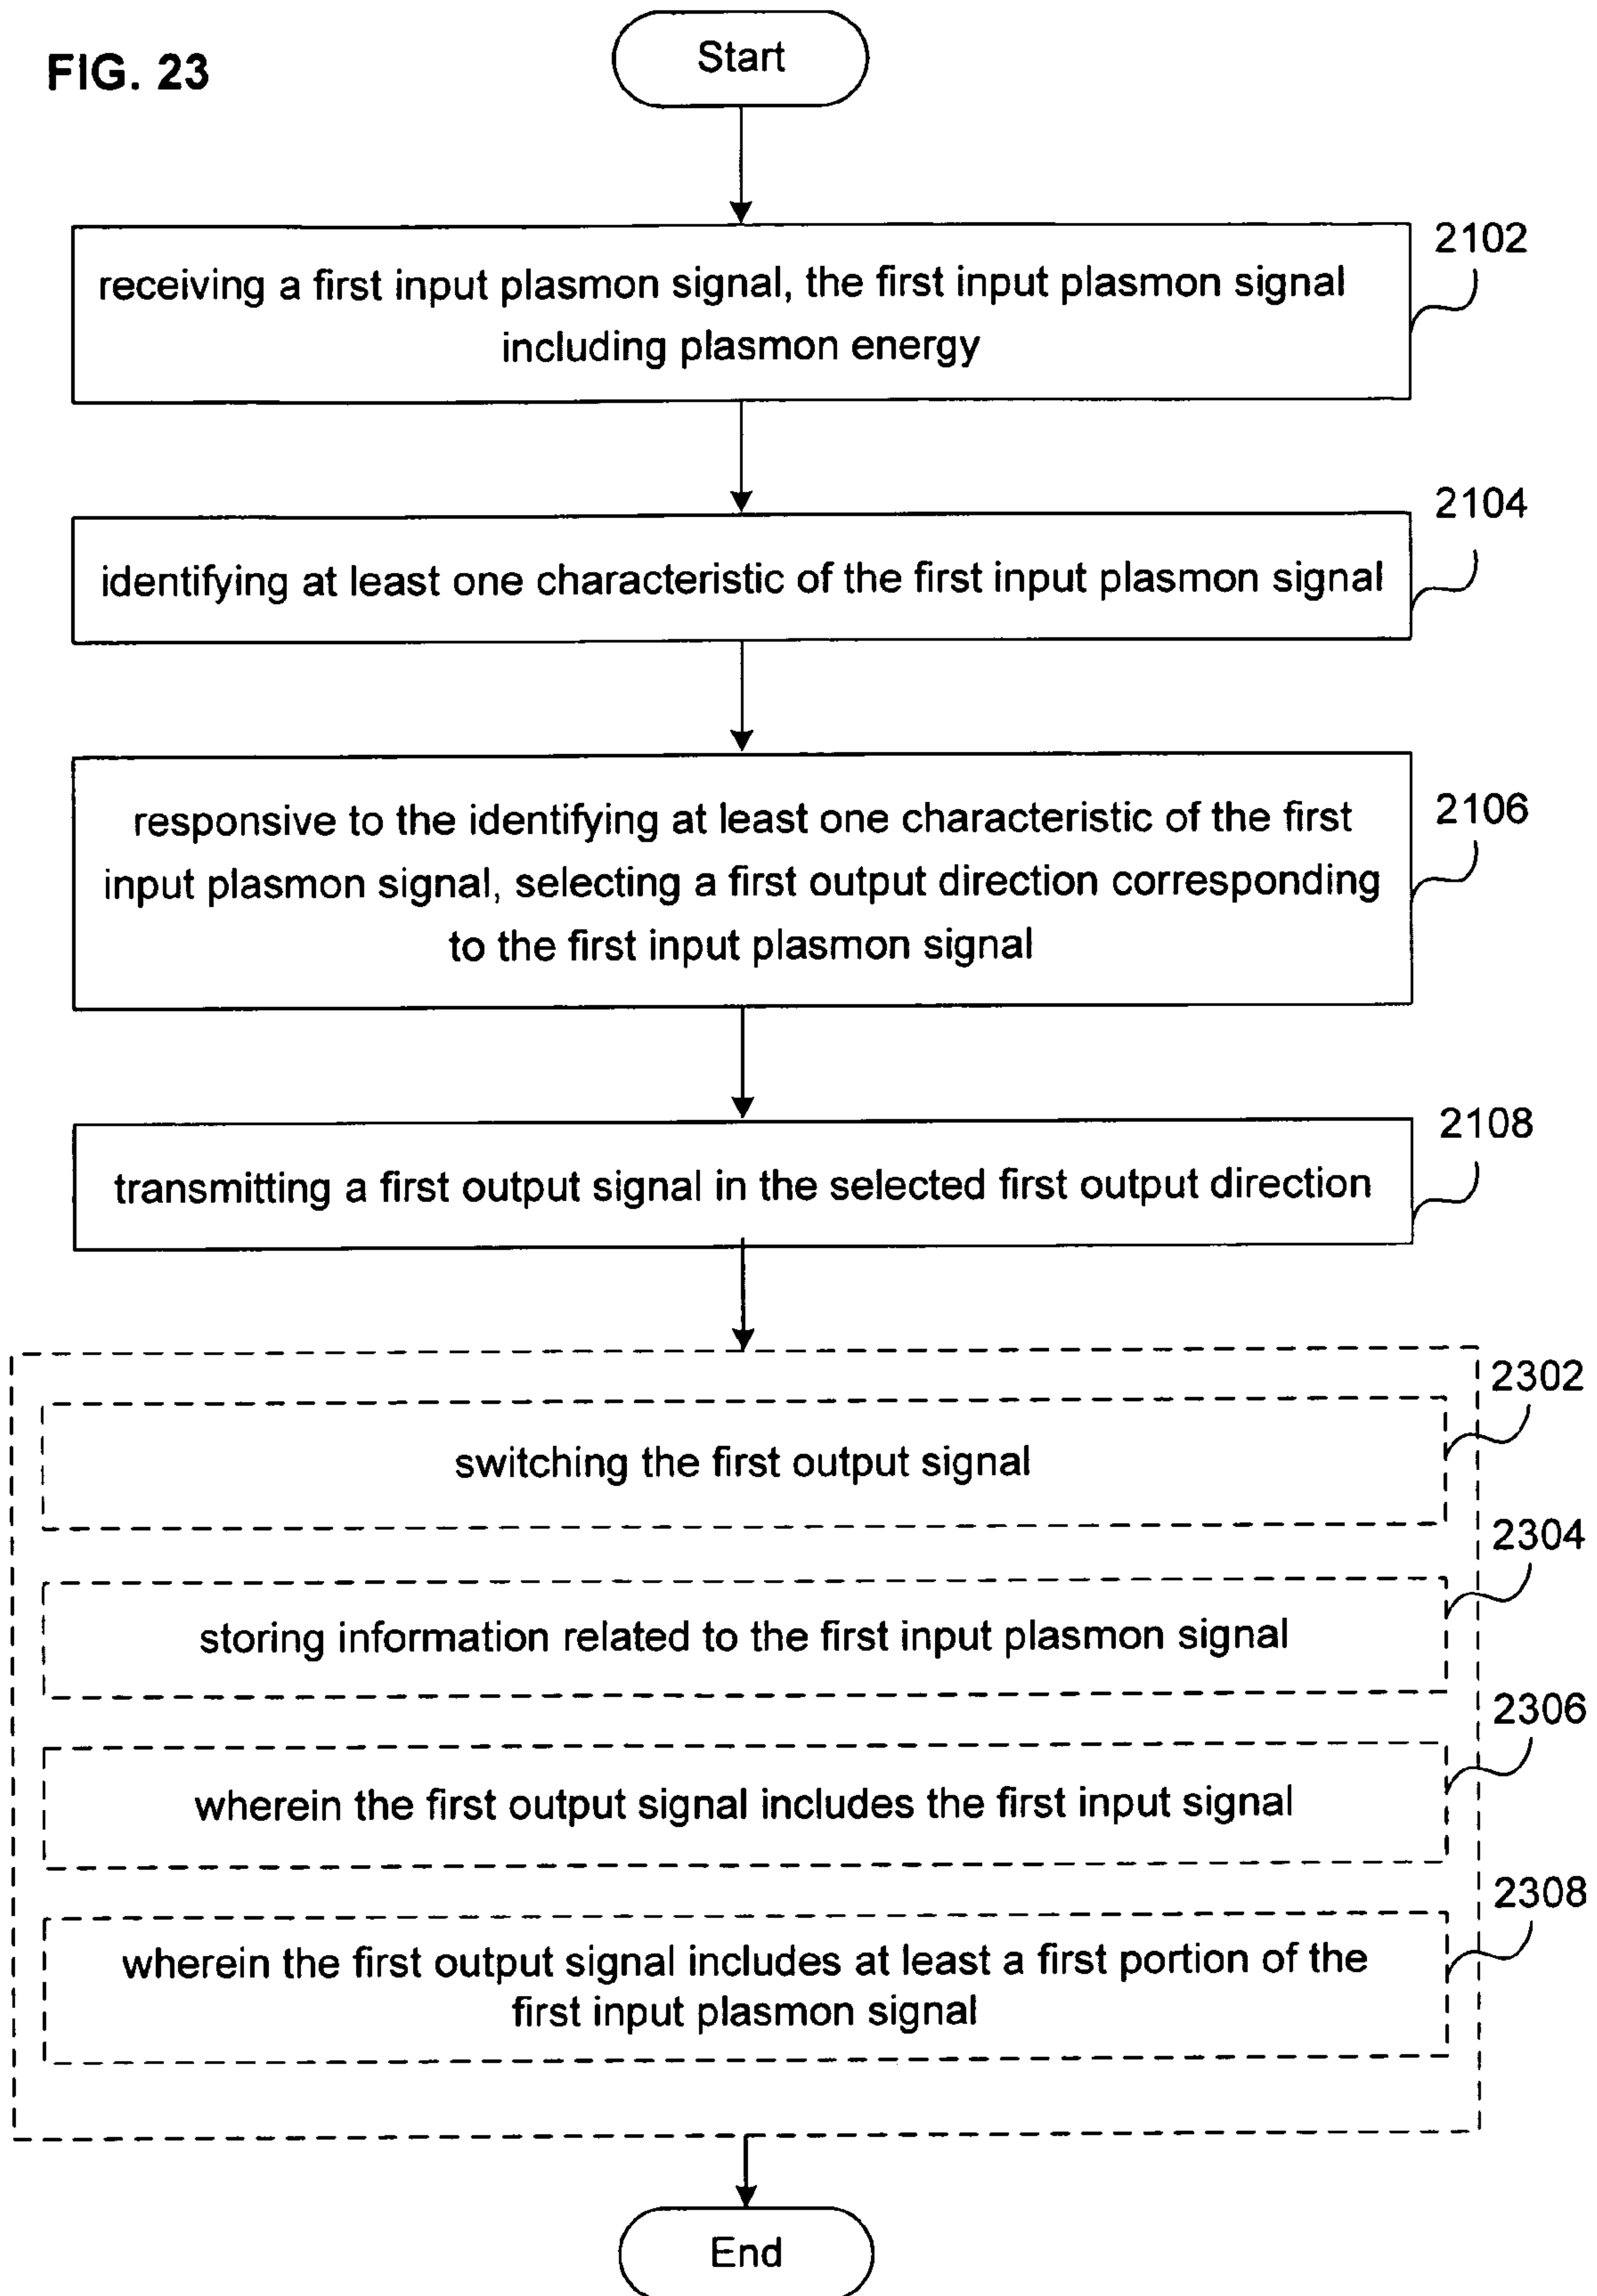 FIG. 23
Start
2102
receiving a first input plasmon signal, the first input plasmon signal
including plasmon energy
2104
identifying at least one characteristic of the first input plasmon signal
2106
responsive to the identifying at least one characteristic of the first
input plasmon signal, selecting a first output direction corresponding
to the first input plasmon signal
2108
transmitting a first output signal in the selected first output direction
2302
switching the first output signal
2304
storing information related to the first input plasmon signal
2306
wherein the first output signal includes the first input signal
2308
wherein the first output signal includes at least a first portion of the
first input plasmon signal
End